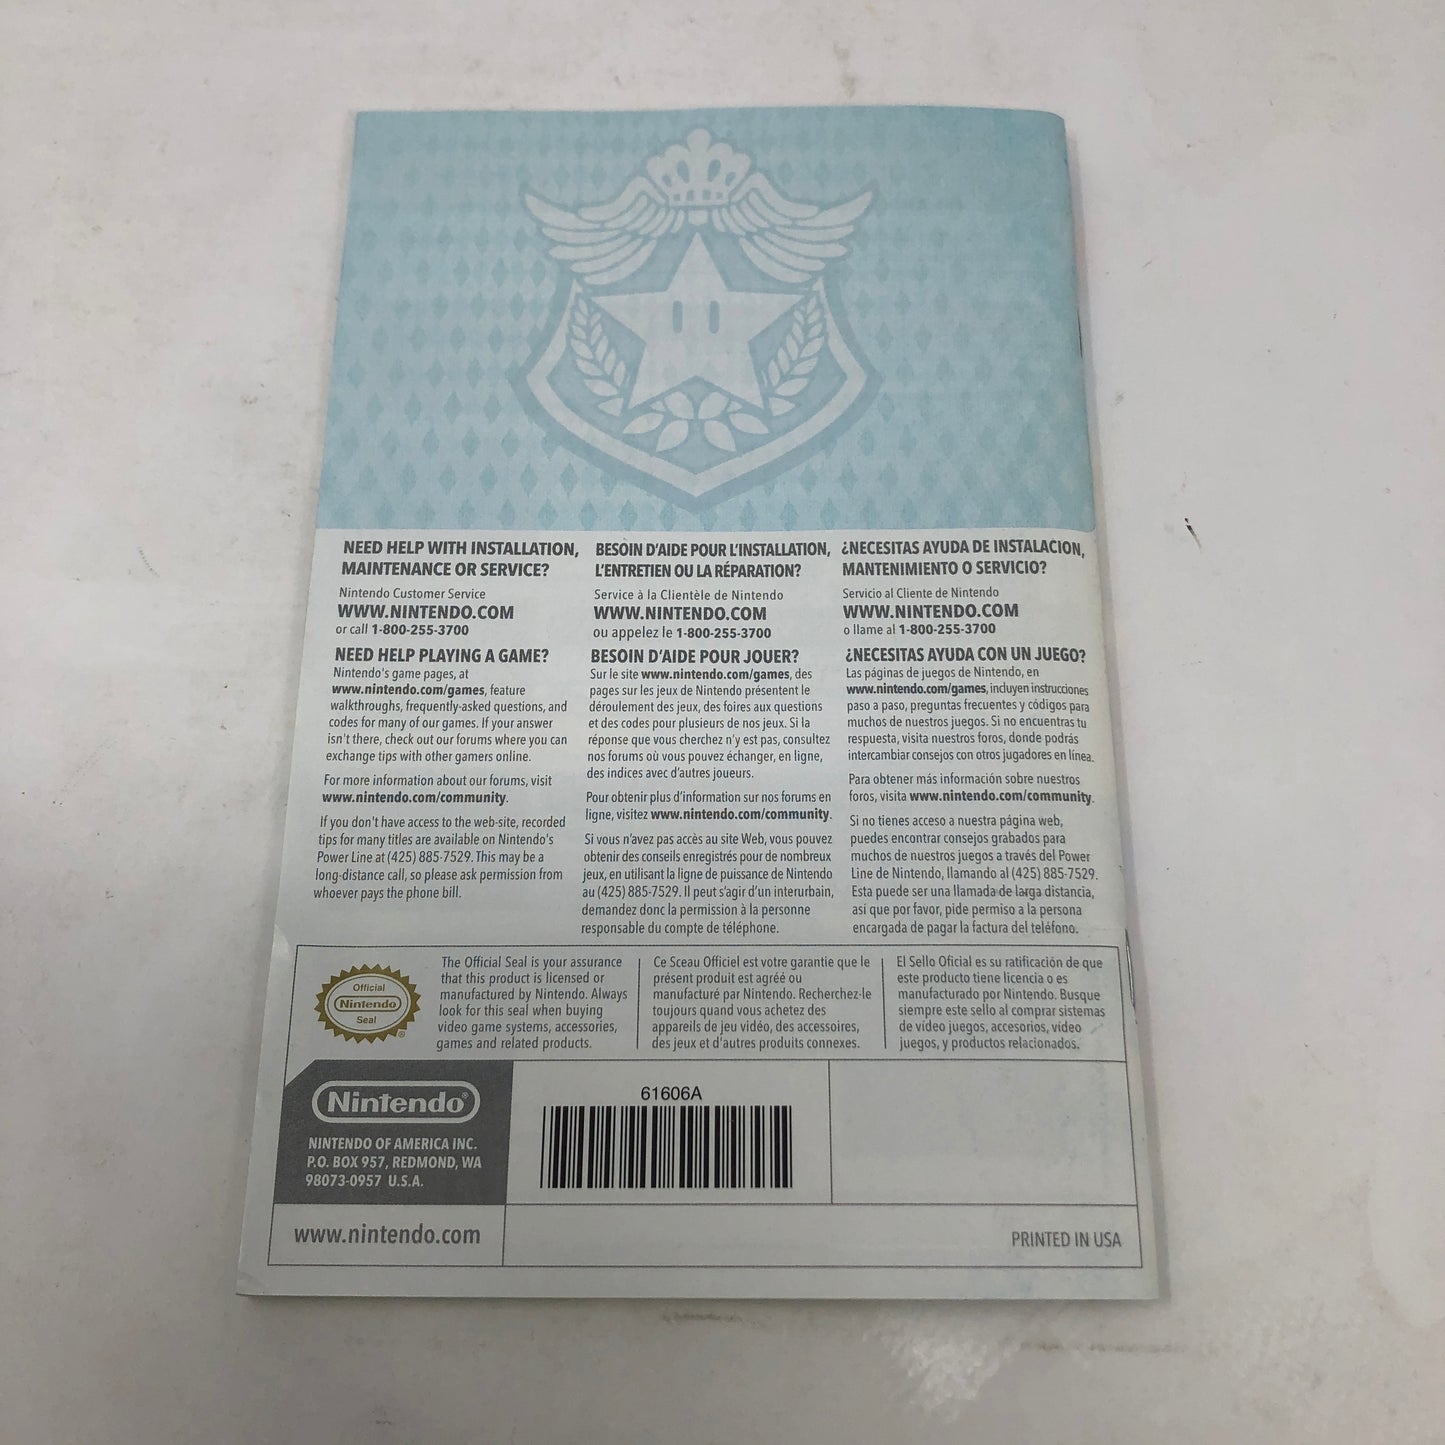 NEED HELP WITH INSTALLATION,
MAINTENANCE OR SERVICE?
Nintendo Customer Service
WWW.NINTENDO.COM
or call 1-800-255-3700
NEED HELP PLAYING A GAME?
Nintendo's game pages, at
www.nintendo.com/games, feature
walkthroughs, frequently-asked questions, and
codes for many of our games. If your answer
isn't there, check out our forums where you can
exchange tips with other gamers online.
For more information about our forums, visit
www.nintendo.com/community.
If you don't have access to the web-site, recorded
tips for many titles are available on Nintendo's
Power Line at (425) 885-7529. This may be a
long-distance call, so please ask permission from
whoever pays the phone bill.
BESOIN D'AIDE POUR L'INSTALLATION,
L'ENTRETIEN OU LA RÉPARATION?
Service à la Clientèle de Nintendo
WWW.NINTENDO.COM
ou appelez le 1-800-255-3700
BESOIN D'AIDE POUR JOUER?
Sur le site www.nintendo.com/games, des
pages sur les jeux de Nintendo présentent le
déroulement des jeux, des foires aux questions
et des codes pour plusieurs de nos jeux. Si la
réponse que vous cherchez n'y est pas, consultez
nos forums où vous pouvez échanger, en ligne,
des indices avec d'autres joueurs.
Pour obtenir plus d'information sur nos forums en
ligne, visitez www.nintendo.com/community.
Si vous n'avez pas accès au site Web, vous pouvez
obtenir des conseils enregistrés pour de nombreux
jeux, en utilisant la ligne de puissance de Nintendo
au (425) 885-7529. Il peut s'agir d'un interurbain,
demandez donc la permission à la personne
responsable du compte de téléphone.
¿NECESITAS AYUDA DE INSTALACION,
MANTENIMIENTO O SERVICIO?
Servicio al Cliente de Nintendo
WWW.NINTENDO.COM
o llame al 1-800-255-3700
¿NECESITAS AYUDA CON UN JUEGO?
Las páginas de juegos de Nintendo, en
www.nintendo.com/games, incluyen instrucciones
paso a paso, preguntas frecuentes y códigos para
muchos de nuestros juegos. Si no encuentras tu
respuesta, visita nuestros foros, donde podrás
intercambiar consejos con otros jugadores en línea.
Para obtener más información sobre nuestros
foros, visita www.nintendo.com/community.
Si no tienes acceso a nuestra página web,
puedes encontrar consejos grabados para
muchos de nuestros juegos a través del Power
Line de Nintendo, llamando al (425) 885-7529.
Esta puede ser una llamada de larga distancia,
así que por favor, pide permiso a la persona
encargada de pagar la factura del teléfono.
Official
Nintendo
Seal
®
The Official Seal is your assurance
that this product is licensed or
manufactured by Nintendo. Always
look for this seal when buying
video game systems, accessories,
games and related products.
Ce Sceau Officiel est votre garantie que le
présent produit est agréé ou
manufacturé par Nintendo. Recherchez-le
toujours quand vous achetez des
appareils de jeu vidéo, des accessoires,
des jeux et d'autres produits connexes.
El Sello Oficial es su ratificación de que
este producto tiene licencia o es
manufacturado por Nintendo. Busque
siempre este sello al comprar sistemas
de vídeo juegos, accesorios, vídeo
juegos, y productos relacionados.
Nintendo®
NINTENDO OF AMERICA INC.
P.O. BOX 957, REDMOND, WA
98073-0957 U.S.A.
61606A
www.nintendo.com
PRINTED IN USA